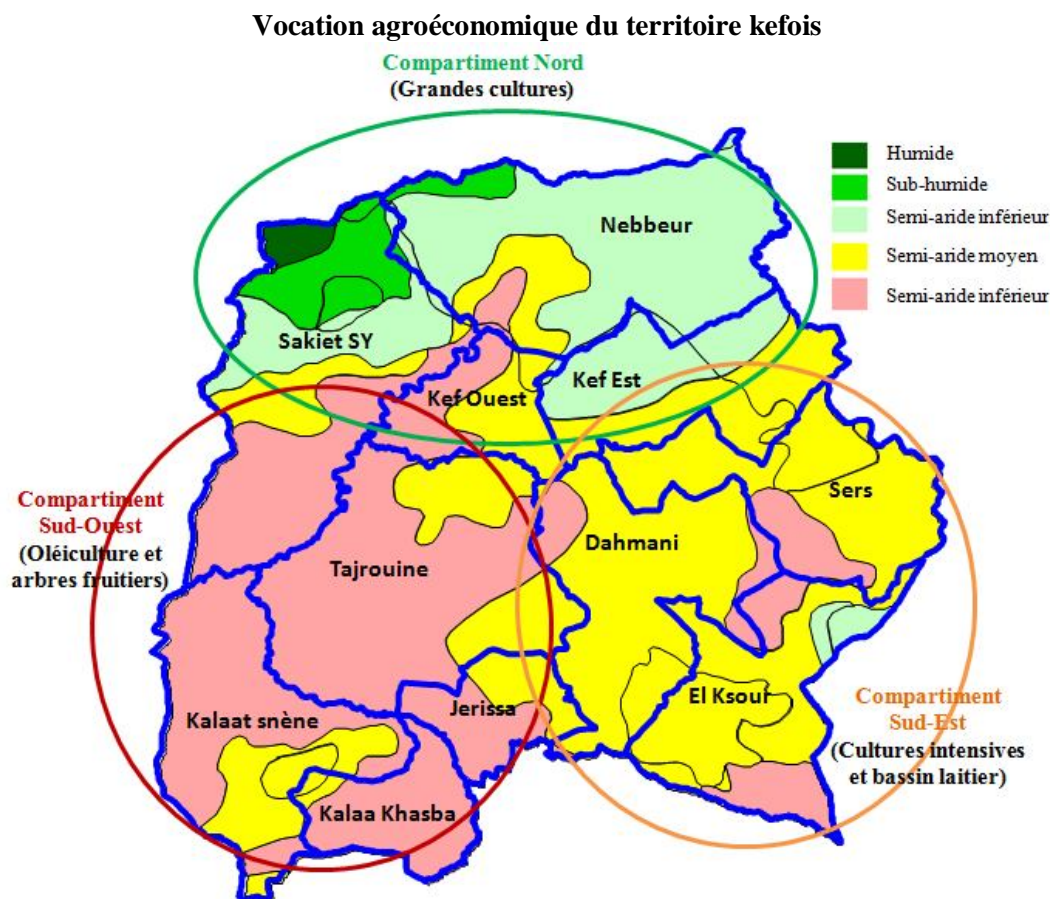 Vocation agroéconomique du territoire kefois
Compartiment Nord
(Grandes cultures)
Humide
Sub-humide
Semi-aride inférieur
Semi-aride moyen
Semi-aride inférieur
Nebbeur
Sakiet SY
Kef Est
Kef Ouest
Compartiment
Sud-Ouest
(Oléiculture et
arbres fruitiers)
Sers
Dahmani
Tajrouine
El Ksour
Compartiment
Sud-Est
(Cultures intensives
et bassin laitier)
Kalaat snène
Jerissa
Kalaa Khasba